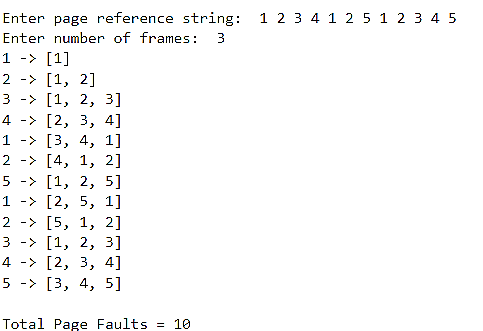 Enter page reference string:  1 2 3 4 1 2 5 1 2 3 4 5
Enter number of frames:  3
1 -> [1]
2 -> [1, 2]
3 -> [1, 2, 3]
4 -> [2, 3, 4]
1 -> [3, 4, 1]
2 -> [4, 1, 2]
5 -> [1, 2, 5]
1 -> [2, 5, 1]
2 -> [5, 1, 2]
3 -> [1, 2, 3]
4 -> [2, 3, 4]
5 -> [3, 4, 5]

Total Page Faults = 10